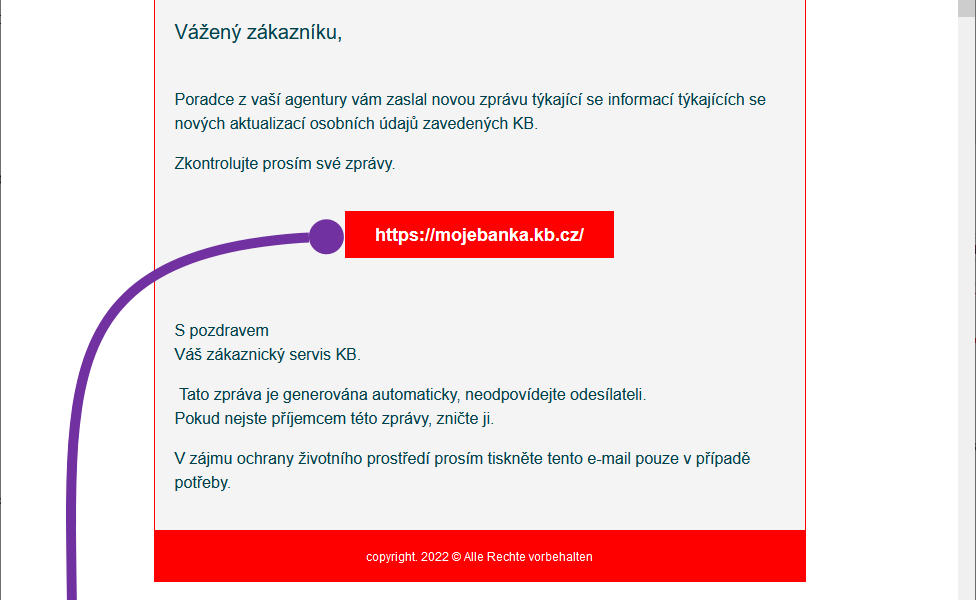 Vážený zákazníku,
Poradce z vaší agentury vám zaslal novou zprávu týkající se informací týkajících se
nových aktualizací osobních údajů zavedených KB.
Zkontrolujte prosím své zprávy.
https://mojebanka.kb.cz/
S pozdravem
Váš zákaznický servis KB.
Tato zpráva je generována automaticky, neodpovídejte odesílateli.
Pokud nejste příjemcem této zprávy, zničte ji.
V zájmu ochrany životního prostředí prosím tiskněte tento e-mail pouze v případě
potřeby.
copyright. 2022 © Alle Rechte vorbehalten